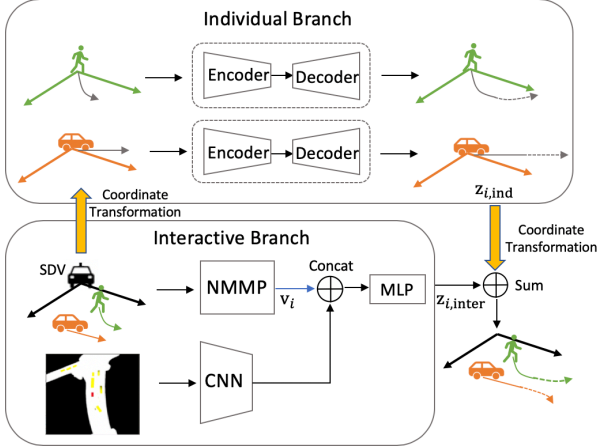 Individual Branch
Encoder
Decoder
Encoder
Decoder
z_{i,ind}
Coordinate
Transformation
Coordinate
Transformation
Interactive Branch
SDV
NMMP
v_i
Concat
MLP
z_{i,inter}
Sum
CNN